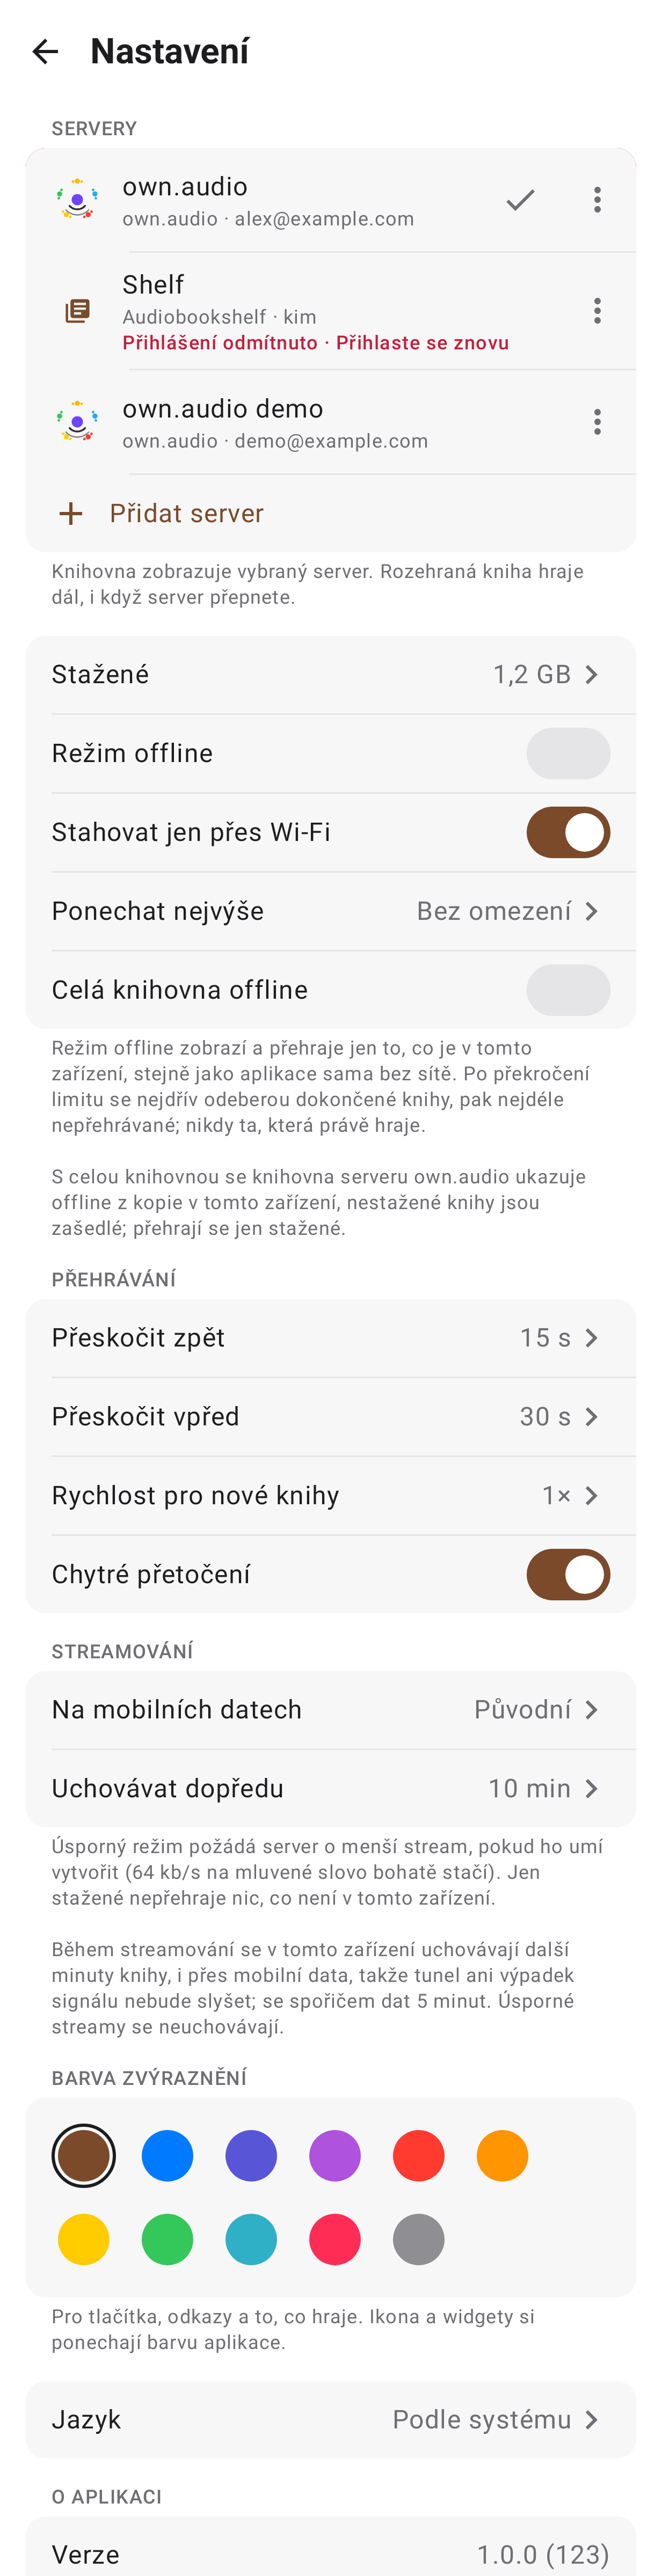 Nastavení
SERVERY
own.audio
own.audio · alex@example.com
Shelf
Audiobookshelf · kim
Přihlášení odmítnuto · Přihlaste se znovu
own.audio demo
own.audio · demo@example.com
Přidat server
Knihovna zobrazuje vybraný server. Rozehraná kniha hraje
dál, i když server přepnete.
Stažené 1,2 GB
Režim offline
Stahovat jen přes Wi-Fi
Ponechat nejvýše Bez omezení
Celá knihovna offline
Režim offline zobrazí a přehraje jen to, co je v tomto
zařízení, stejně jako aplikace sama bez sítě. Po překročení
limitu se nejdřív odeberou dokončené knihy, pak nejdéle
nepřehrávané; nikdy ta, která právě hraje.
S celou knihovnou se knihovna serveru own.audio ukazuje
offline z kopie v tomto zařízení, nestažené knihy jsou
zašedlé; přehrají se jen stažené.
PŘEHRÁVÁNÍ
Přeskočit zpět 15 s
Přeskočit vpřed 30 s
Rychlost pro nové knihy 1×
Chytré přetočení
STREAMOVÁNÍ
Na mobilních datech Původní
Uchovávat dopředu 10 min
Úsporný režim požádá server o menší stream, pokud ho umí
vytvořit (64 kb/s na mluvené slovo bohatě stačí). Jen
stažené nepřehraje nic, co není v tomto zařízení.
Během streamování se v tomto zařízení uchovávají další
minuty knihy, i přes mobilní data, takže tunel ani výpadek
signálu nebude slyšet; se spořičem dat 5 minut. Úsporné
streamy se neuchovávají.
BARVA ZVÝRAZNĚNÍ
Pro tlačítka, odkazy a to, co hraje. Ikona a widgety si
ponechají barvu aplikace.
Jazyk Podle systému
O APLIKACI
Verze 1.0.0 (123)